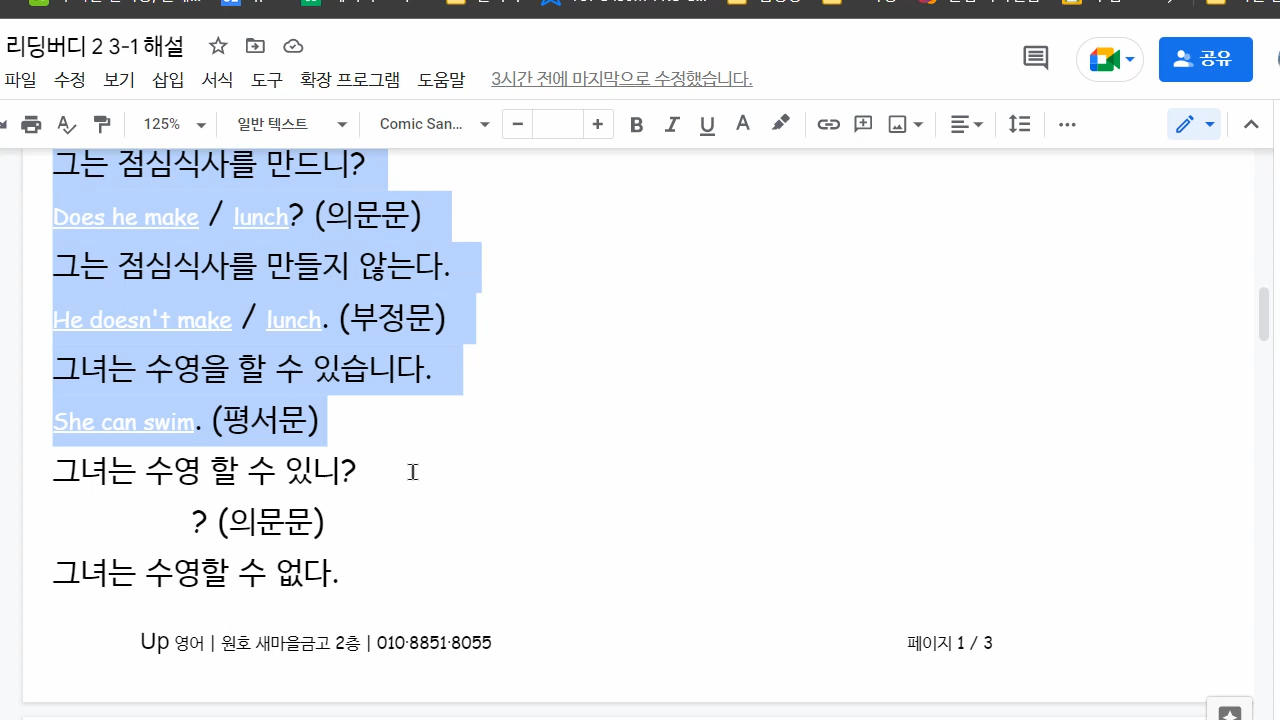 리딩버디 2 3-1 해설
공유
파일 수정 보기 삽입 서식 도구 확장 프로그램 도움말 3시간 전에 마지막으로 수정했습니다.
125% 일반 텍스트 Comic San...
그는 점심식사를 만드니?
Does he make / lunch? (의문문)
그는 점심식사를 만들지 않는다.
He doesn't make / lunch. (부정문)
그녀는 수영을 할 수 있습니다.
She can swim. (평서문)
그녀는 수영 할 수 있니?
? (의문문)
그녀는 수영할 수 없다.
Up 영어 | 원호 새마을금고 2층 | 010·8851·8055 페이지 1 / 3